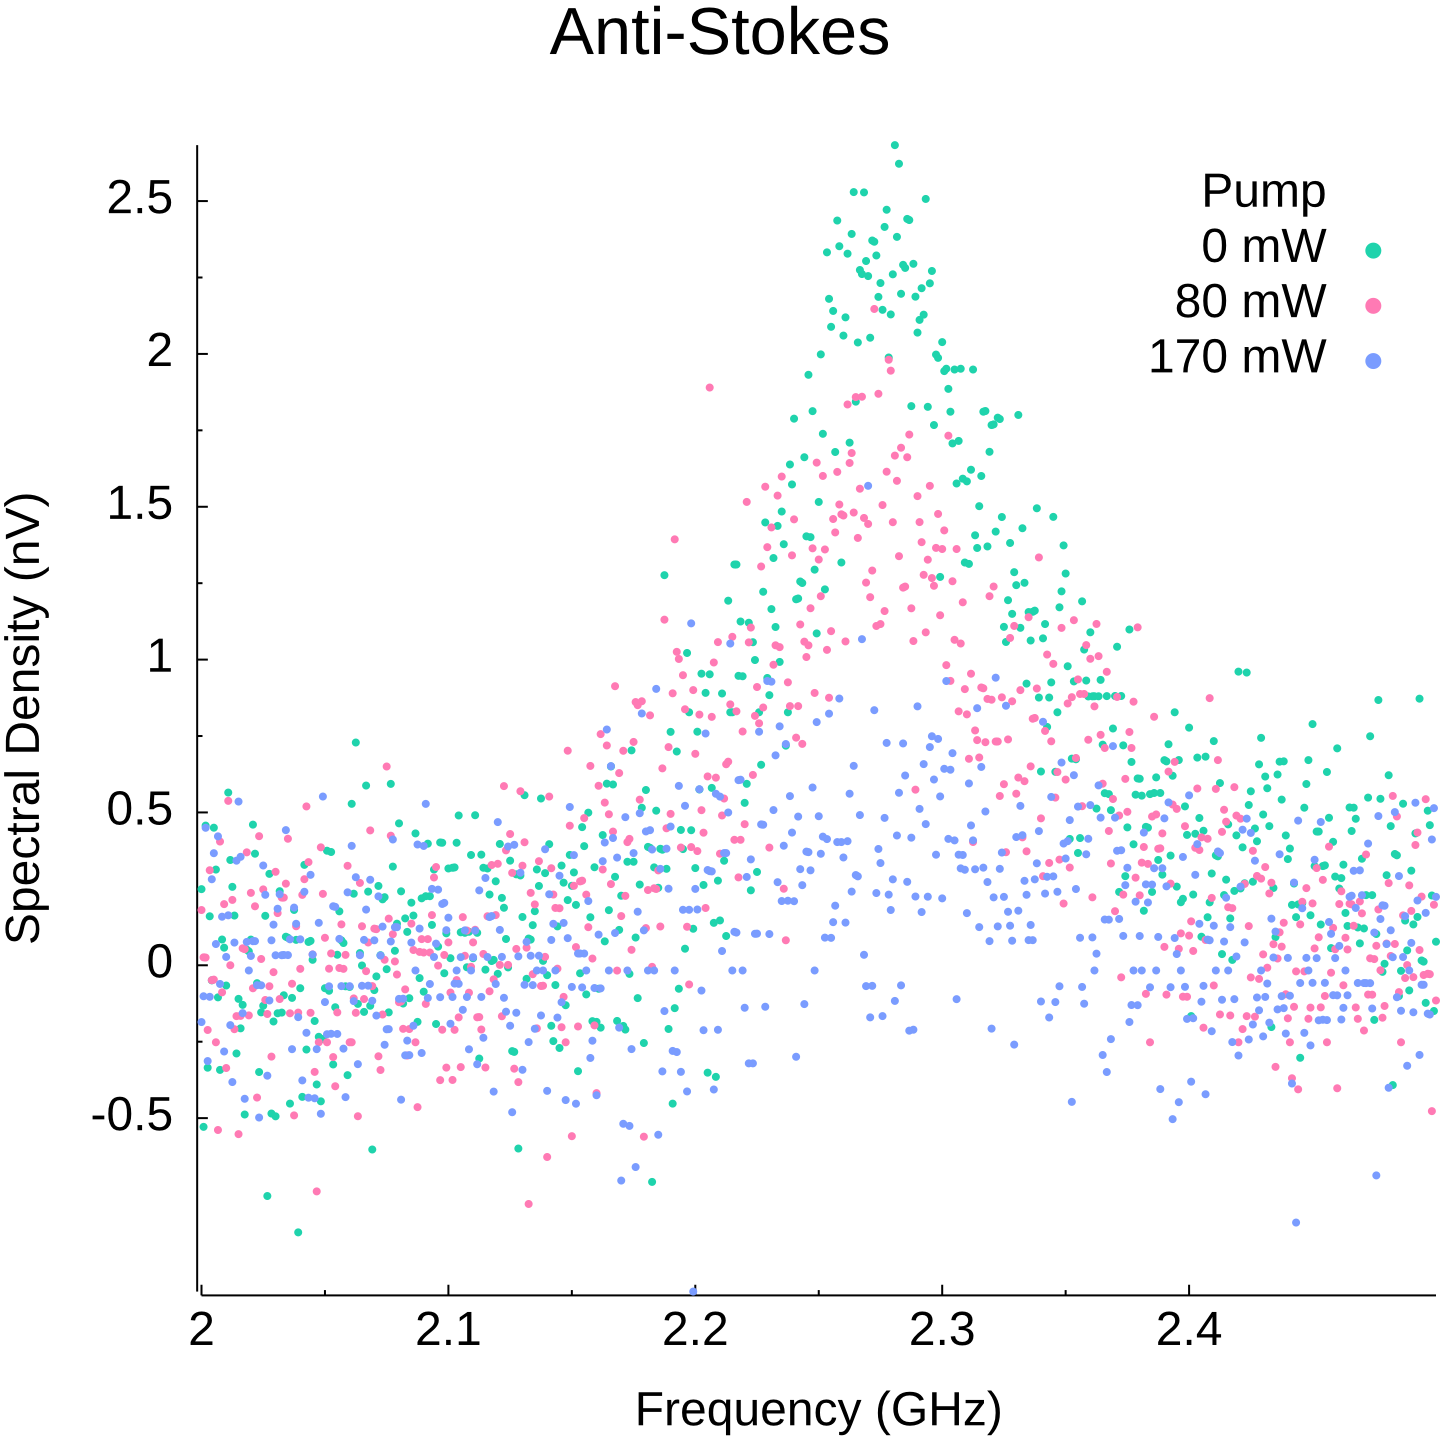 Anti-Stokes
Pump
0 mW
80 mW
170 mW
Spectral Density (nV)
2.5
2
1.5
1
0.5
0
-0.5
2 2.1 2.2 2.3 2.4
Frequency (GHz)